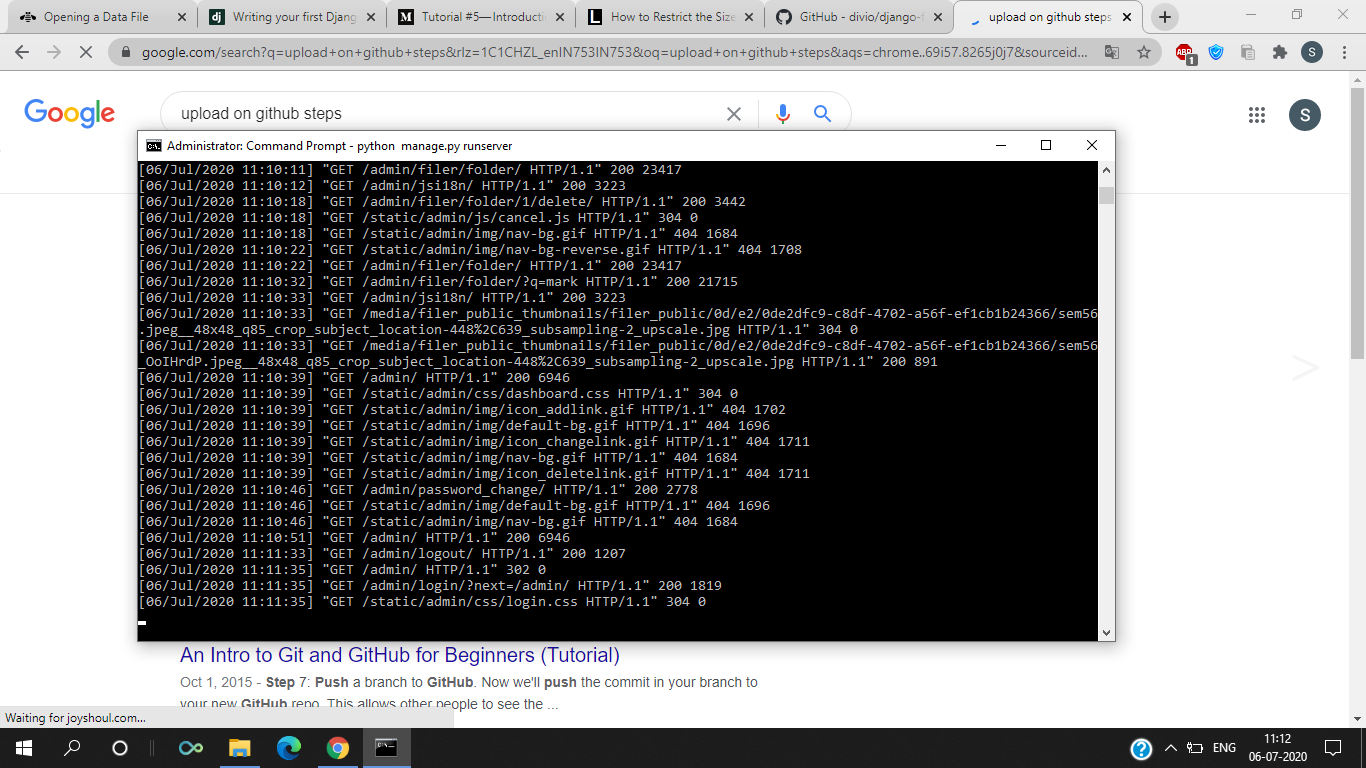 Opening a Data File
dj
Writing your first Djang
M
Tutorial #5—Introductio
L
How to Restrict the Size
GitHub - divio/django-f
upload on github steps
google.com/search?q=upload+on+github+steps&rlz=1C1CHZL_enIN753IN753&oq=upload+on+github+steps&aqs=chrome..69i57.8265j0j7&sourceid...
ABP
1
S
Google
upload on github steps
S
Administrator: Command Prompt - python  manage.py runserver
[06/Jul/2020 11:10:11] "GET /admin/filer/folder/ HTTP/1.1" 200 23417
[06/Jul/2020 11:10:12] "GET /admin/jsi18n/ HTTP/1.1" 200 3223
[06/Jul/2020 11:10:18] "GET /admin/filer/folder/1/delete/ HTTP/1.1" 200 3442
[06/Jul/2020 11:10:18] "GET /static/admin/js/cancel.js HTTP/1.1" 304 0
[06/Jul/2020 11:10:18] "GET /static/admin/img/nav-bg.gif HTTP/1.1" 404 1684
[06/Jul/2020 11:10:22] "GET /static/admin/img/nav-bg-reverse.gif HTTP/1.1" 404 1708
[06/Jul/2020 11:10:22] "GET /admin/filer/folder/ HTTP/1.1" 200 23417
[06/Jul/2020 11:10:32] "GET /admin/filer/folder/?q=mark HTTP/1.1" 200 21715
[06/Jul/2020 11:10:33] "GET /admin/jsi18n/ HTTP/1.1" 200 3223
[06/Jul/2020 11:10:33] "GET /media/filer_public_thumbnails/filer_public/0d/e2/0de2dfc9-c8df-4702-a56f-ef1cb1b24366/sem56
.jpeg__48x48_q85_crop_subject_location-448%2C639_subsampling-2_upscale.jpg HTTP/1.1" 304 0
[06/Jul/2020 11:10:33] "GET /media/filer_public_thumbnails/filer_public/0d/e2/0de2dfc9-c8df-4702-a56f-ef1cb1b24366/sem56
_OoIHrdP.jpeg__48x48_q85_crop_subject_location-448%2C639_subsampling-2_upscale.jpg HTTP/1.1" 200 891
[06/Jul/2020 11:10:39] "GET /admin/ HTTP/1.1" 200 6946
[06/Jul/2020 11:10:39] "GET /static/admin/css/dashboard.css HTTP/1.1" 304 0
[06/Jul/2020 11:10:39] "GET /static/admin/img/icon_addlink.gif HTTP/1.1" 404 1702
[06/Jul/2020 11:10:39] "GET /static/admin/img/default-bg.gif HTTP/1.1" 404 1696
[06/Jul/2020 11:10:39] "GET /static/admin/img/icon_changelink.gif HTTP/1.1" 404 1711
[06/Jul/2020 11:10:39] "GET /static/admin/img/nav-bg.gif HTTP/1.1" 404 1684
[06/Jul/2020 11:10:39] "GET /static/admin/img/icon_deletelink.gif HTTP/1.1" 404 1711
[06/Jul/2020 11:10:46] "GET /admin/password_change/ HTTP/1.1" 200 2778
[06/Jul/2020 11:10:46] "GET /static/admin/img/default-bg.gif HTTP/1.1" 404 1696
[06/Jul/2020 11:10:46] "GET /static/admin/img/nav-bg.gif HTTP/1.1" 404 1684
[06/Jul/2020 11:10:51] "GET /admin/ HTTP/1.1" 200 6946
[06/Jul/2020 11:11:33] "GET /admin/logout/ HTTP/1.1" 200 1207
[06/Jul/2020 11:11:35] "GET /admin/ HTTP/1.1" 302 0
[06/Jul/2020 11:11:35] "GET /admin/login/?next=/admin/ HTTP/1.1" 200 1819
[06/Jul/2020 11:11:35] "GET /static/admin/css/login.css HTTP/1.1" 304 0
An Intro to Git and GitHub for Beginners (Tutorial)
Oct 1, 2015 - Step 7: Push a branch to GitHub. Now we'll push the commit in your branch to
your new GitHub repo. This allows other people to see the ...
Waiting for joyshoul.com...
ENG
11:12
06-07-2020